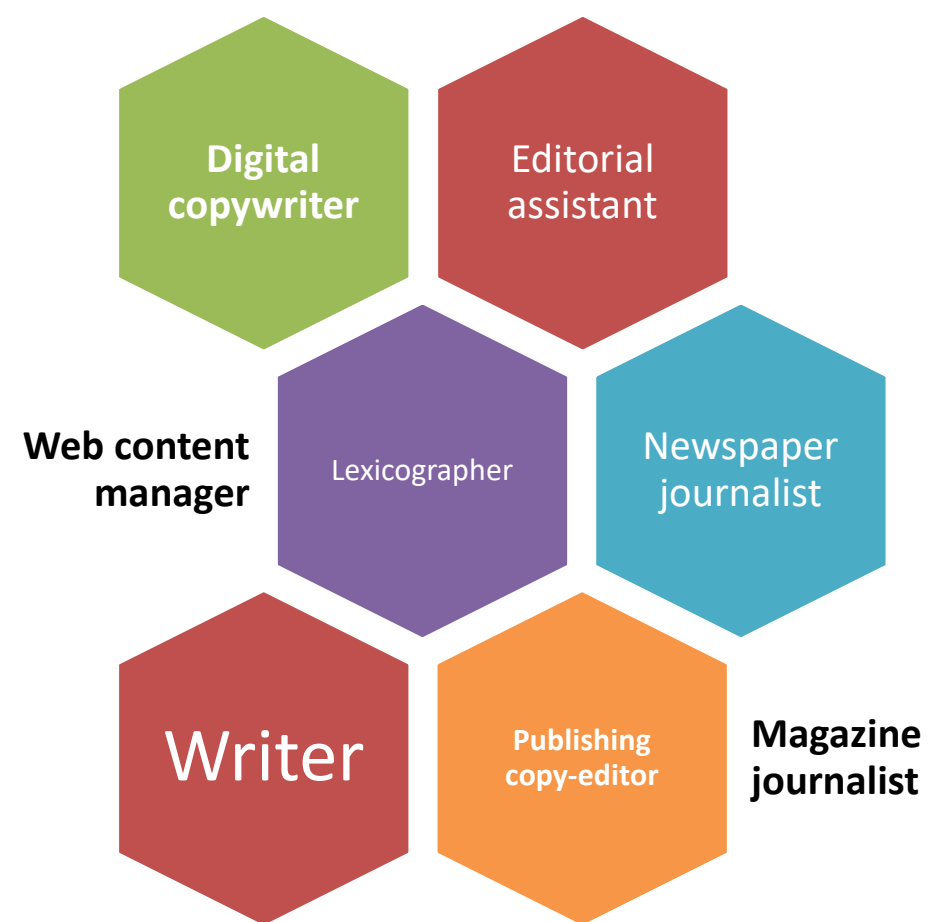 Digital
copywriter
Editorial
assistant
Web content
manager
Lexicographer
Newspaper
journalist
Writer
Publishing
copy-editor
Magazine
journalist